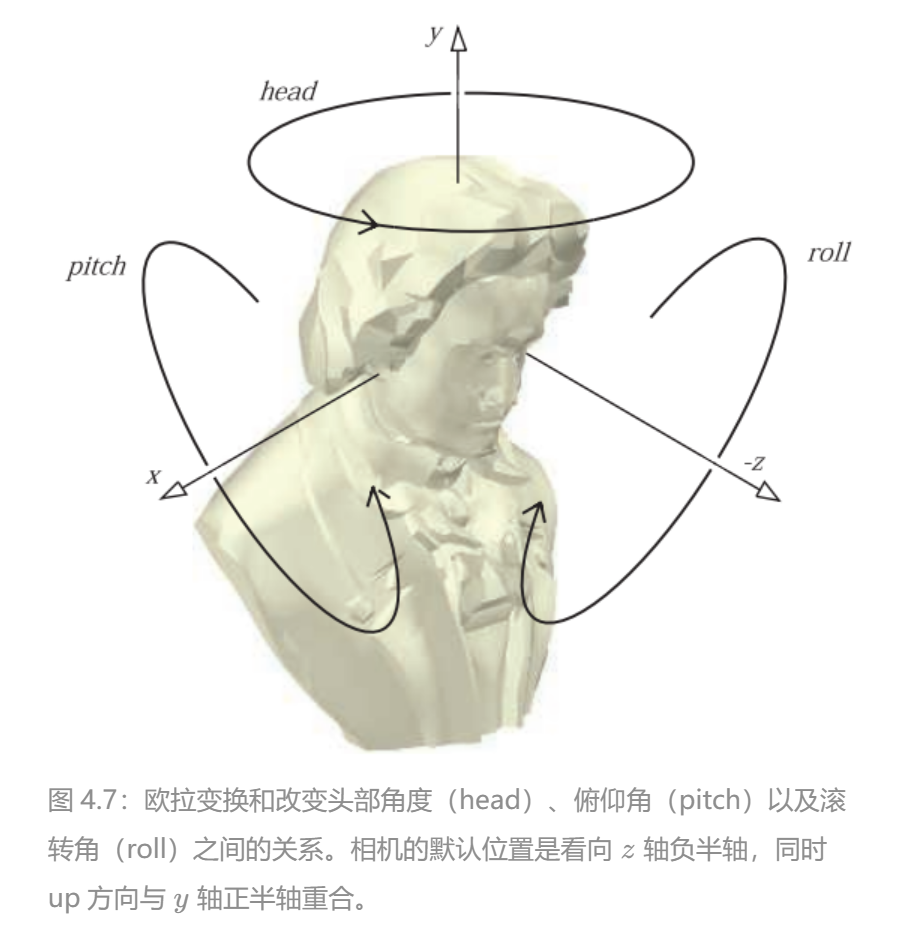 y
head
pitch
roll
x
-z
图 4.7：欧拉变换和改变头部角度（head）、俯仰角（pitch）以及滚
转角（roll）之间的关系。相机的默认位置是看向 z 轴负半轴，同时
up 方向与 y 轴正半轴重合。